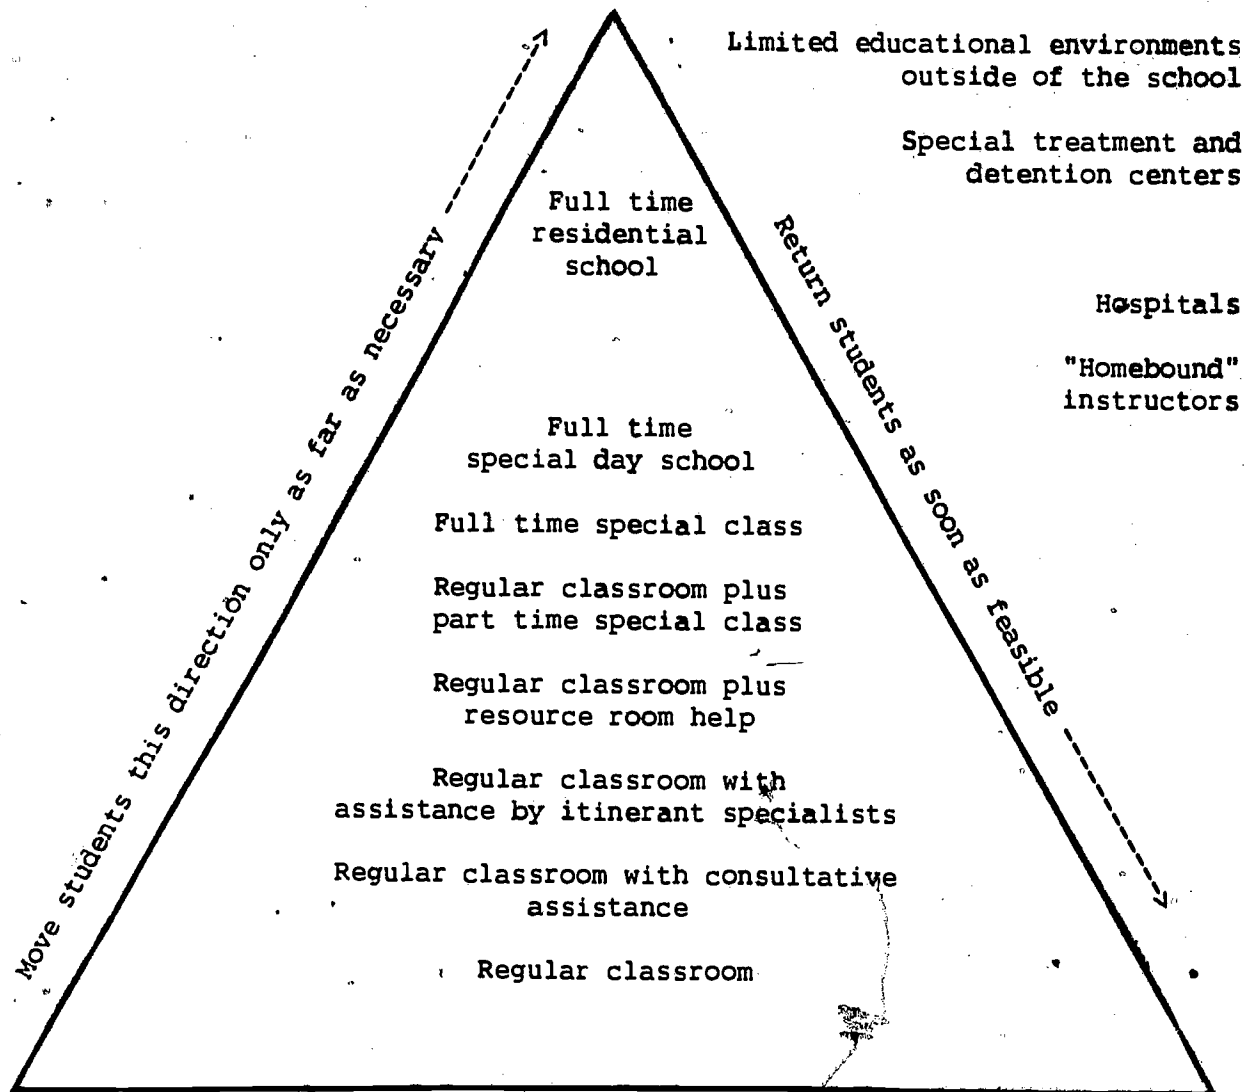 Limited educational environments
outside of the school
Special treatment and
detention centers
Hospitals
"Homebound"
instructors
Move students this direction only as far as necessary
Return students as soon as feasible
Full time
residential
school
Full time
special day school
Full time special class
Regular classroom plus
part time special class
Regular classroom plus
resource room help
Regular classroom with
assistance by itinerant specialists
Regular classroom with consultative
assistance
Regular classroom